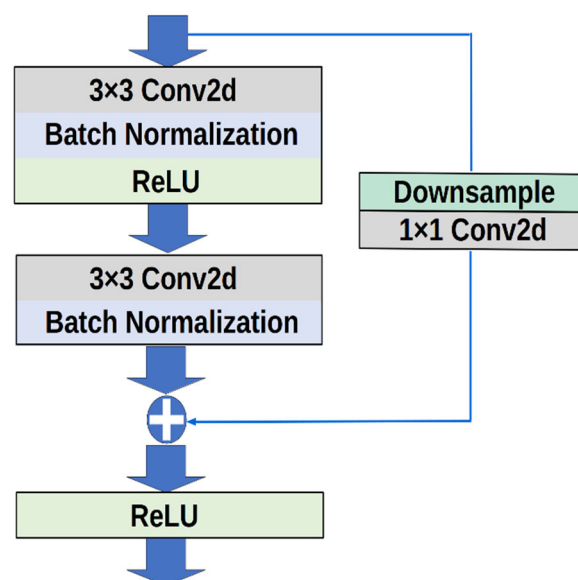 3×3 Conv2d
Batch Normalization
ReLU
Downsample
1×1 Conv2d
3×3 Conv2d
Batch Normalization
ReLU